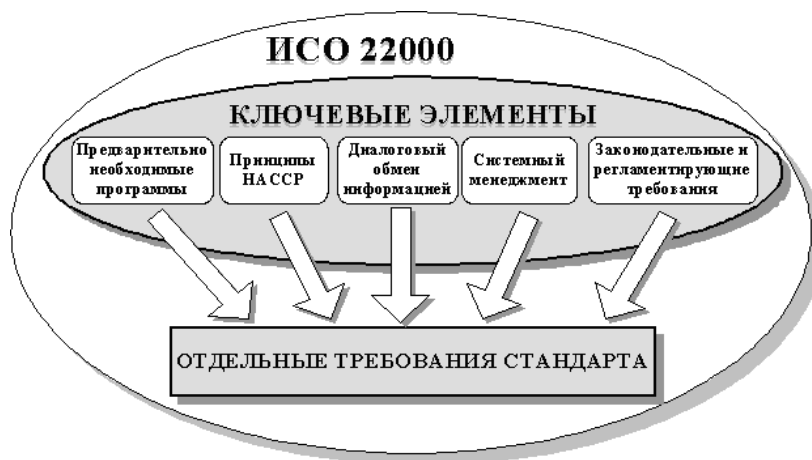 ИСО 22000
КЛЮЧЕВЫЕ ЭЛЕМЕНТЫ
Предварительно
необходимые
программы
Принципы
НАССР
Диалоговый
обмен
информацией
Системный
менеджмент
Законодательные и
регламентирующие
требования
ОТДЕЛЬНЫЕ ТРЕБОВАНИЯ СТАНДАРТА